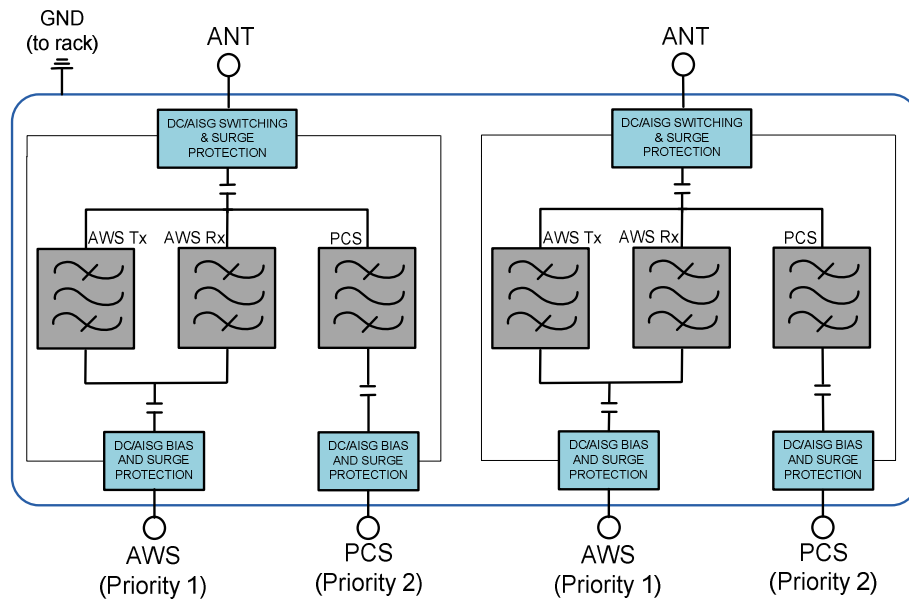 GND
(to rack)
ANT
ANT
DC/AISG SWITCHING
& SURGE
PROTECTION
DC/AISG SWITCHING
& SURGE
PROTECTION
AWS Tx
AWS Rx
PCS
AWS Tx
AWS Rx
PCS
DC/AISG BIAS
AND SURGE
PROTECTION
DC/AISG BIAS
AND SURGE
PROTECTION
DC/AISG BIAS
AND SURGE
PROTECTION
DC/AISG BIAS
AND SURGE
PROTECTION
AWS
(Priority 1)
PCS
(Priority 2)
AWS
(Priority 1)
PCS
(Priority 2)